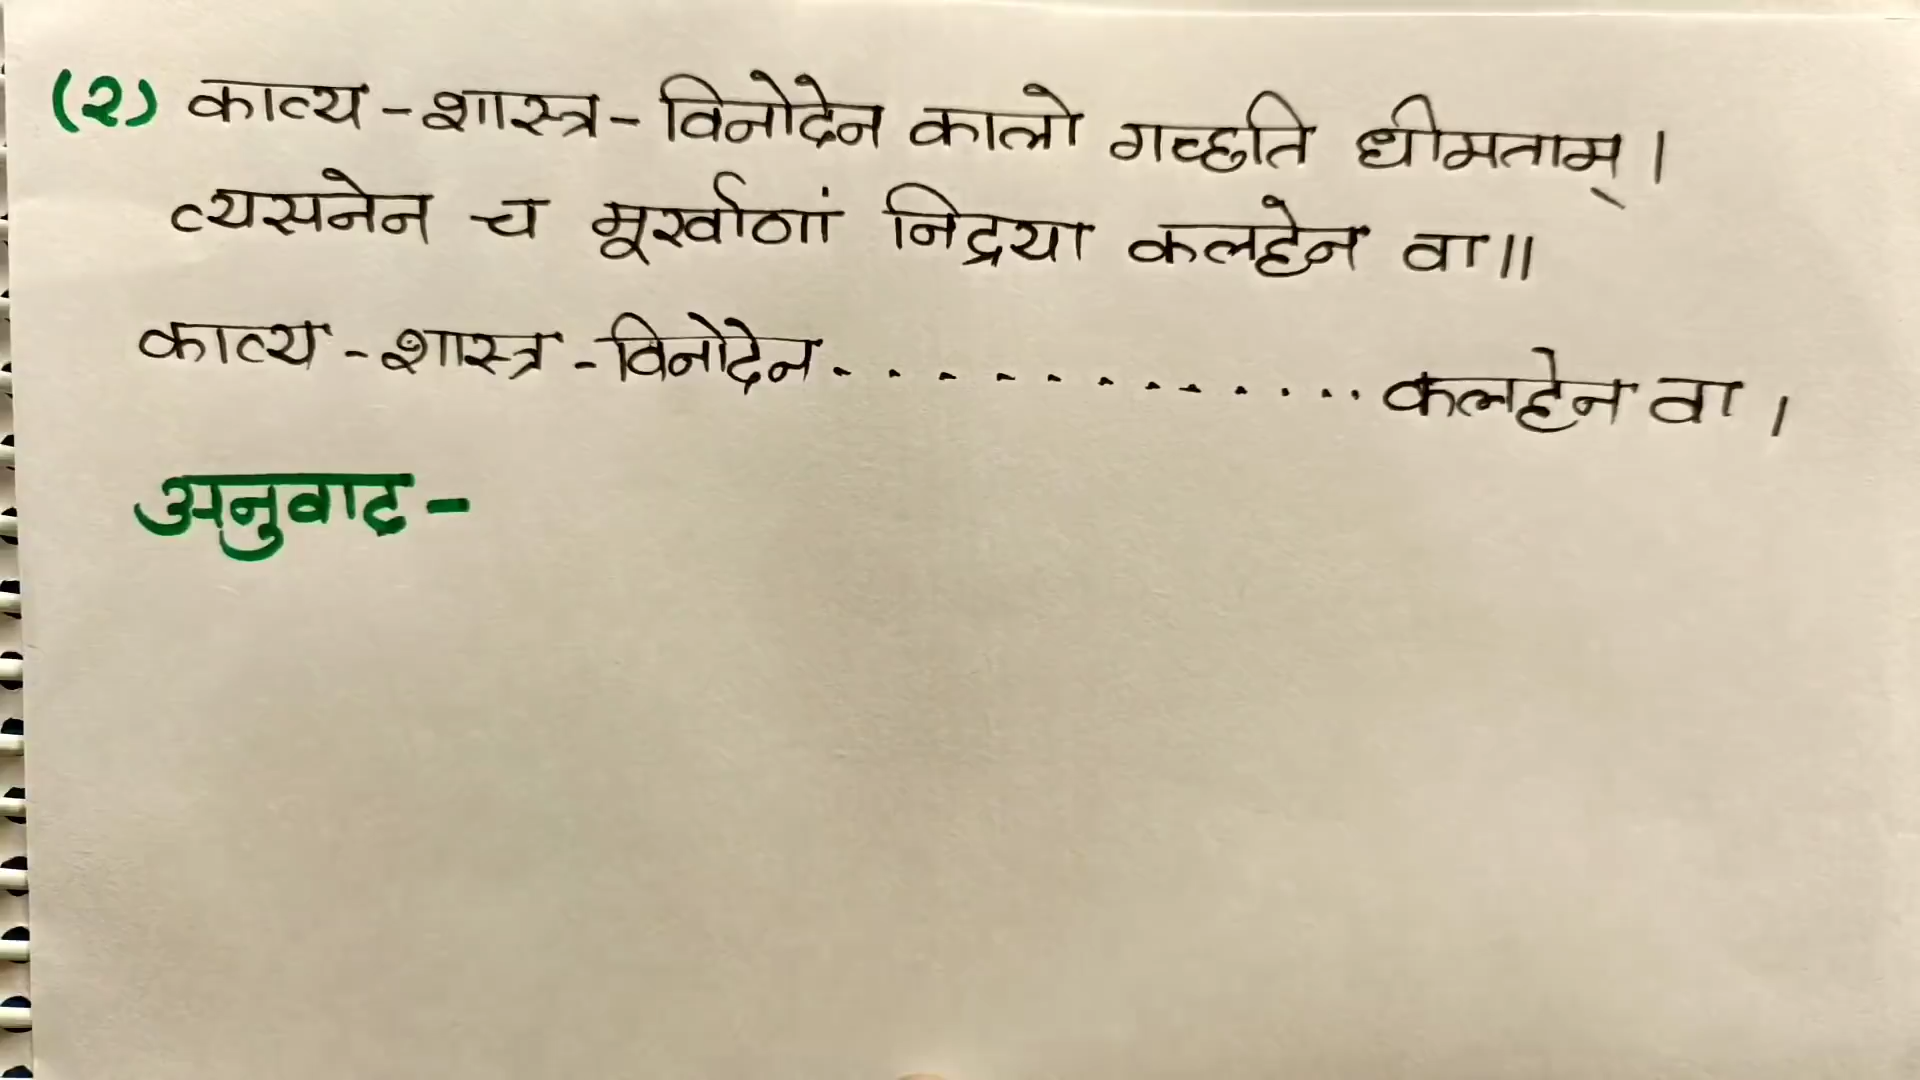 (२) काव्य - शास्त्र - विनोदेन कालो गच्छति धीमताम्।
व्यसनेन च मूर्खाणां निद्रया कलहेन वा॥
काव्य - शास्त्र - विनोदेन. . . . . . . . . . . . . . कलहेन वा।
अनुवाद -